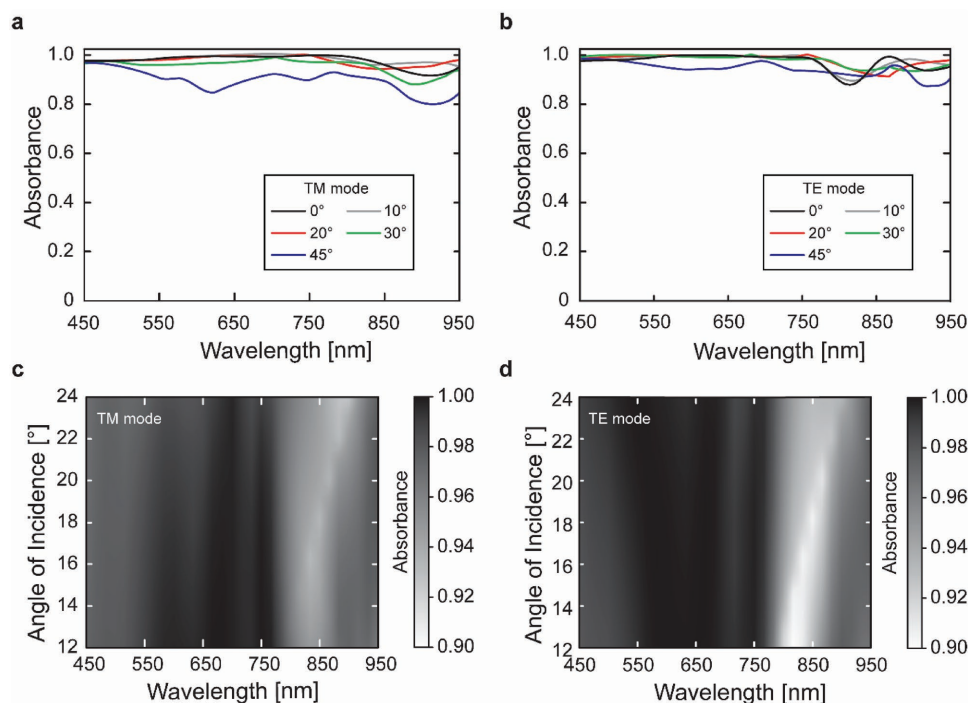 a
1.0
0.8
0.6
0.4
0.2
0
Absorbance
TM mode
0° 10°
20° 30°
45°
450 550 650 750 850 950
Wavelength [nm]
b
1.0
0.8
0.6
0.4
0.2
0
Absorbance
TE mode
0° 10°
20° 30°
45°
450 550 650 750 850 950
Wavelength [nm]
c
24
22
20
18
16
14
12
Angle of Incidence [°]
TM mode
450 550 650 750 850 950
Wavelength [nm]
1.00
0.98
0.96
0.94
0.92
0.90
Absorbance
d
24
22
20
18
16
14
12
Angle of Incidence [°]
TE mode
450 550 650 750 850 950
Wavelength [nm]
1.00
0.98
0.96
0.94
0.92
0.90
Absorbance